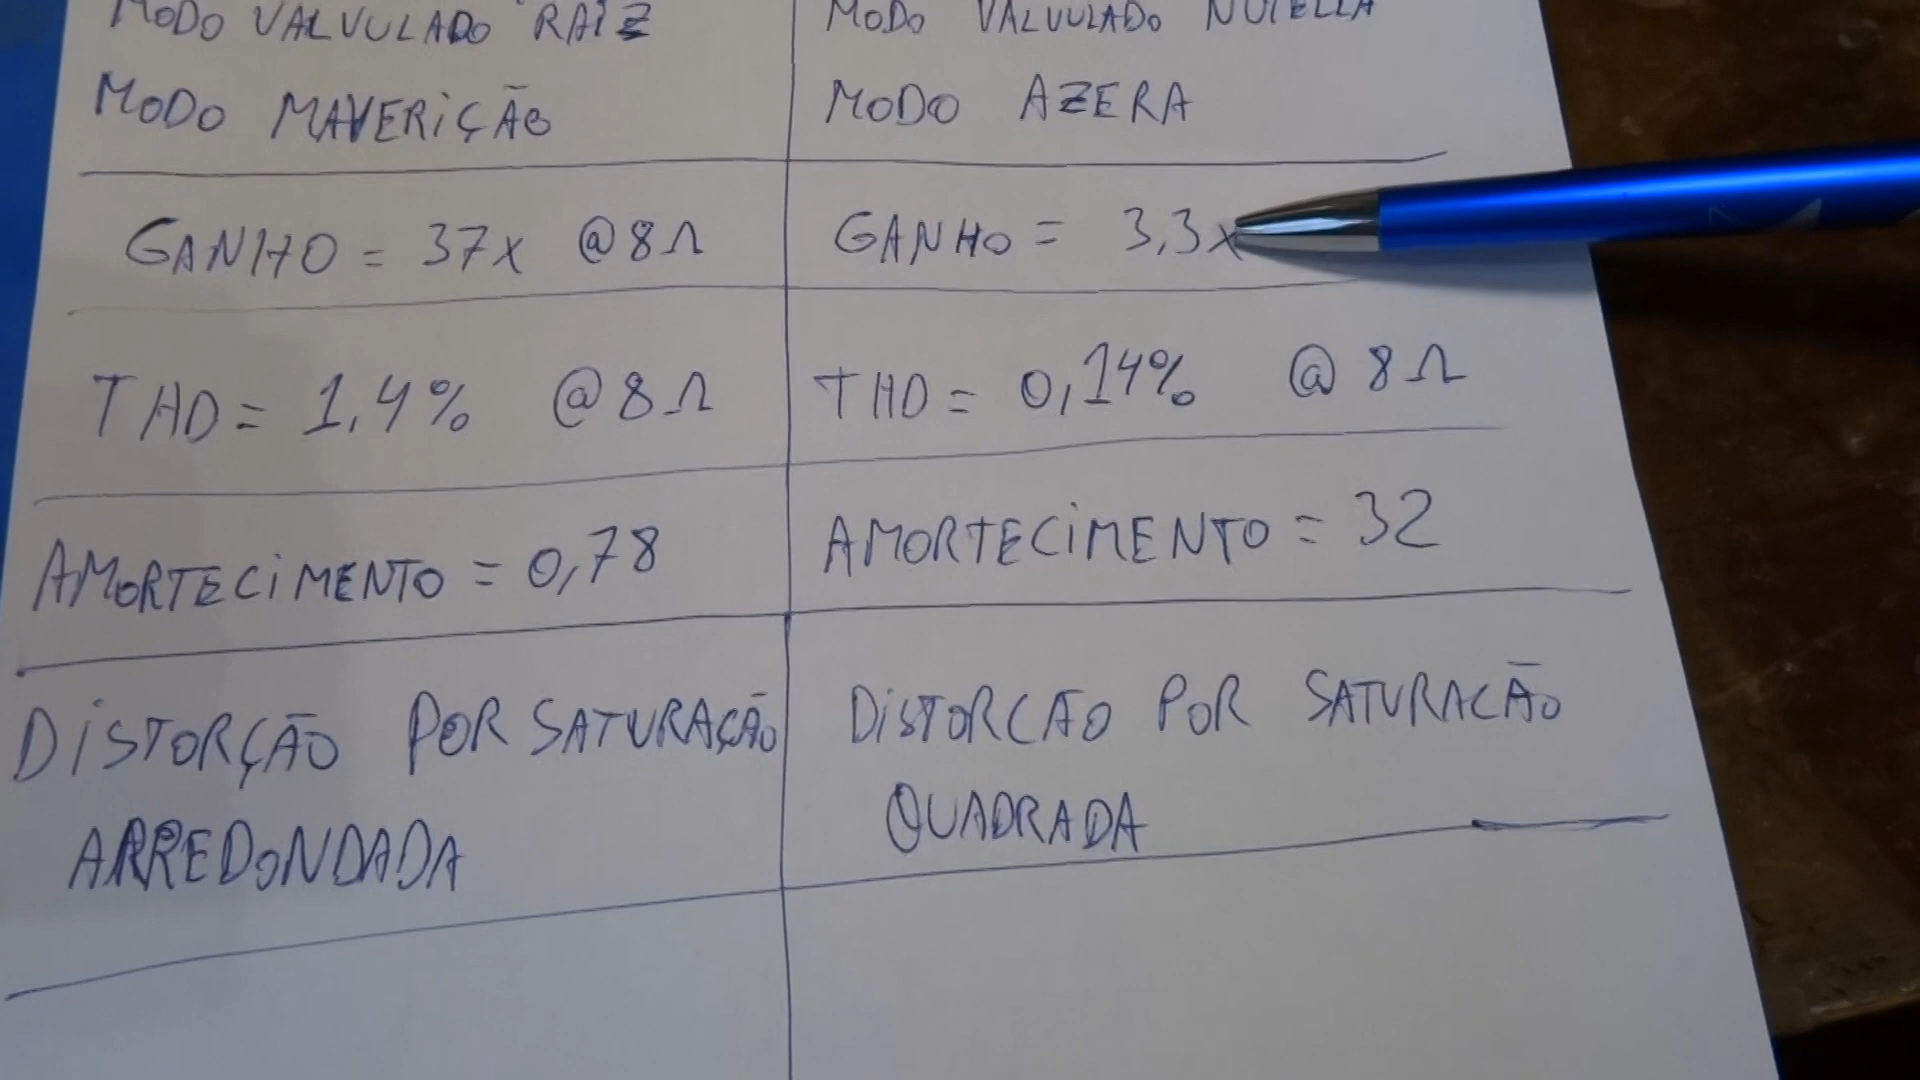 MODO VALVULADO RAIZ
MODO MAVERIÇÃO
GANHO = 37x @8Ω
THD = 1,4% @8Ω
AMORTECIMENTO = 0,78
DISTORÇÃO POR SATURAÇÃO
ARREDONDADA
MODO VALVULADO NUTELLA
MODO AZERA
GANHO = 3,3x
THD = 0,14% @ 8Ω
AMORTECIMENTO = 32
DISTORCAO POR SATURACÃO
QUADRADA